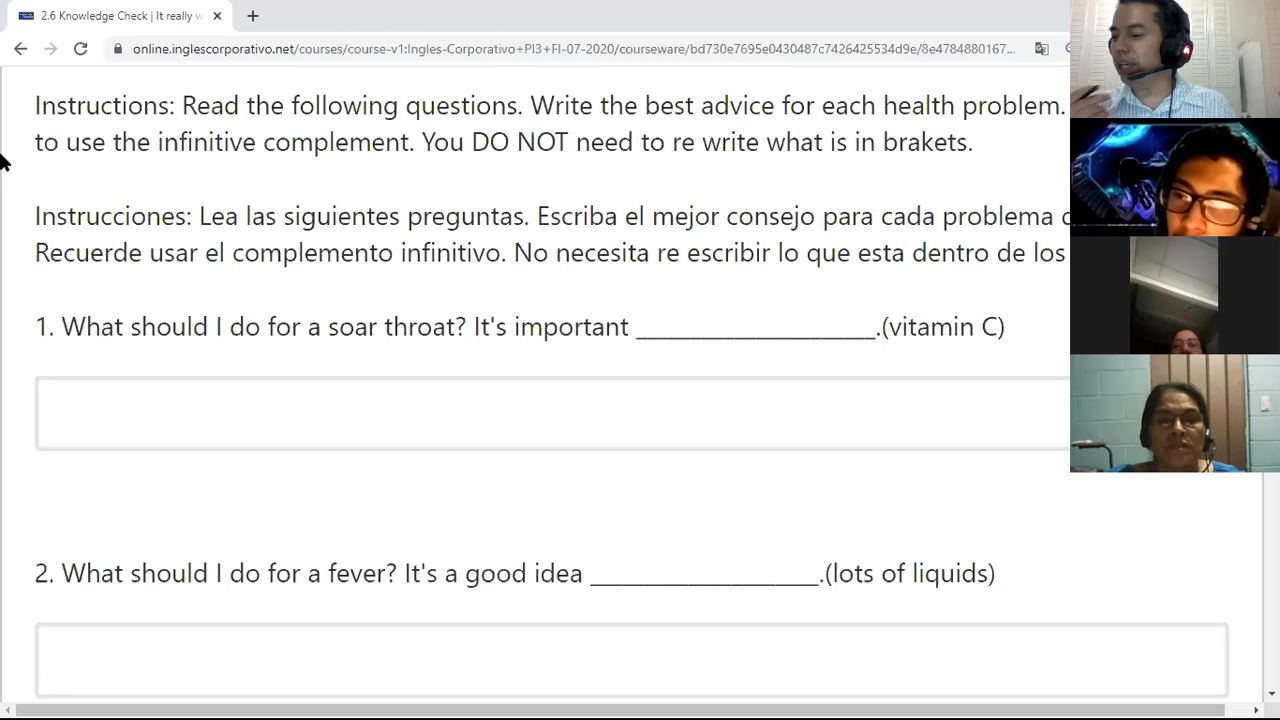 2.6 Knowledge Check | It really w
online.inglescorporativo.net/courses/course-v1:Ingles-Corporativo+PI3+FI-07-2020/courseware/bd730e7695e0430487c7426425534d9e/8e4784880167...
Instructions: Read the following questions. Write the best advice for each health problem.
to use the infinitive complement. You DO NOT need to re write what is in brakets.
Instrucciones: Lea las siguientes preguntas. Escriba el mejor consejo para cada problema
Recuerde usar el complemento infinitivo. No necesita re escribir lo que esta dentro de los
1. What should I do for a soar throat? It's important ____________________.(vitamin C)
2. What should I do for a fever? It's a good idea ___________________.(lots of liquids)